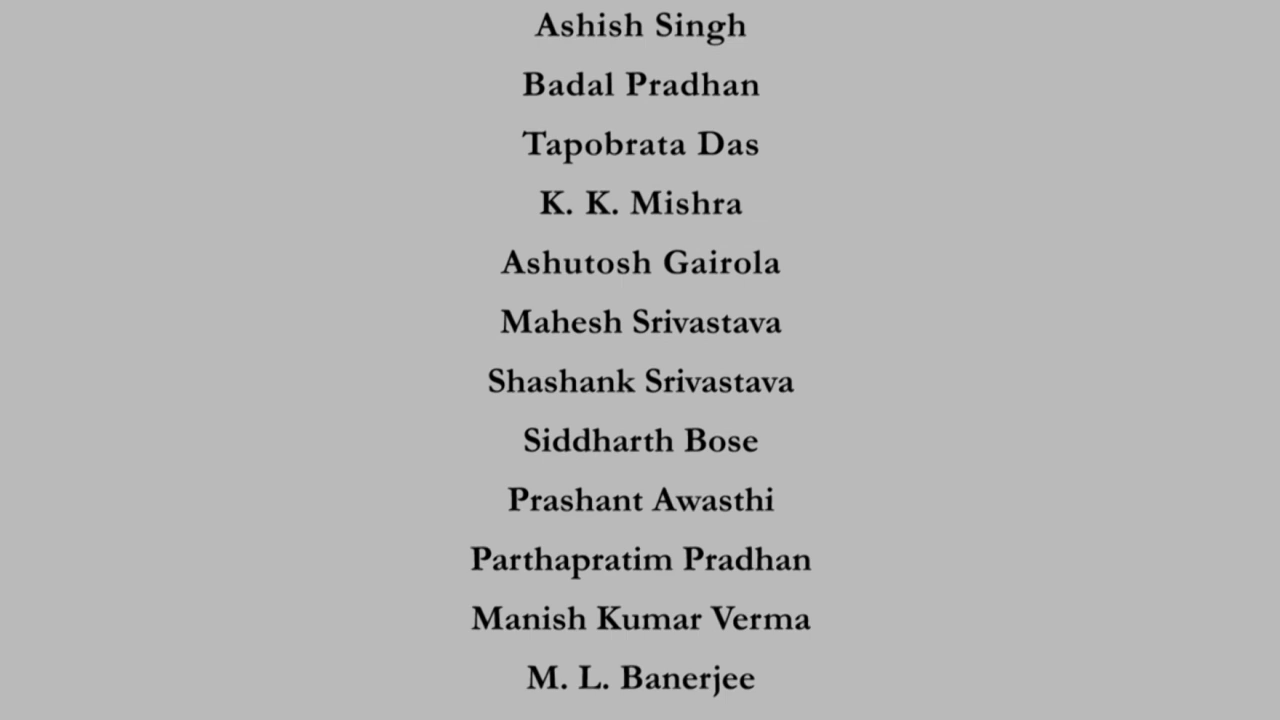 Ashish Singh
Badal Pradhan
Tapobrata Das
K. K. Mishra
Ashutosh Gairola
Mahesh Srivastava
Shashank Srivastava
Siddharth Bose
Prashant Awasthi
Parthapratim Pradhan
Manish Kumar Verma
M. L. Banerjee